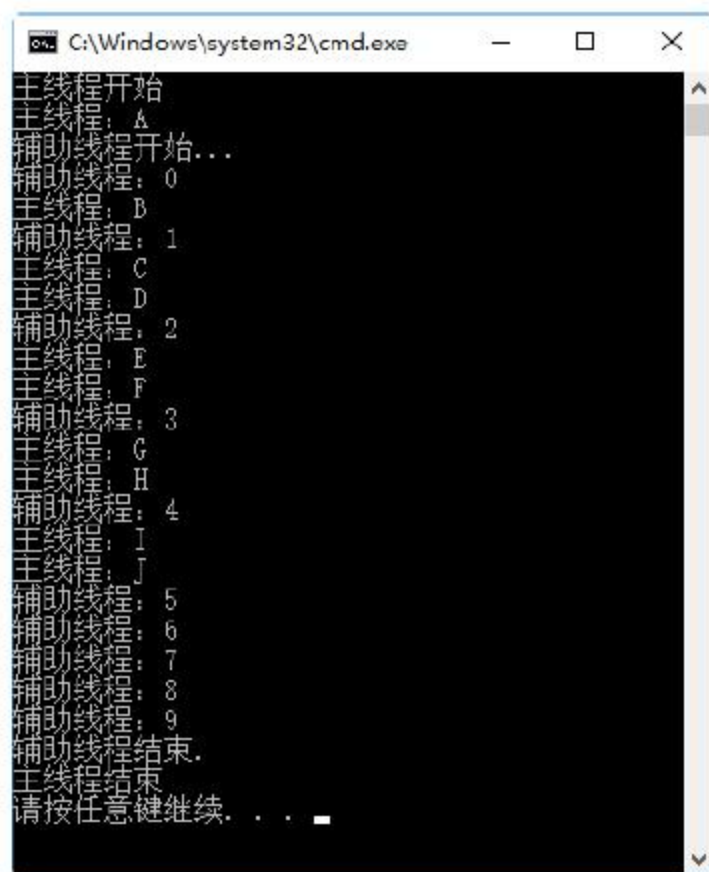 C:\Windows\system32\cmd.exe
主线程开始
主线程：A
辅助线程开始...
辅助线程：0
主线程：B
辅助线程：1
主线程：C
主线程：D
辅助线程：2
主线程：E
主线程：F
辅助线程：3
主线程：G
主线程：H
辅助线程：4
主线程：I
主线程：J
辅助线程：5
辅助线程：6
辅助线程：7
辅助线程：8
辅助线程：9
辅助线程结束.
主线程结束
请按任意键继续. . .